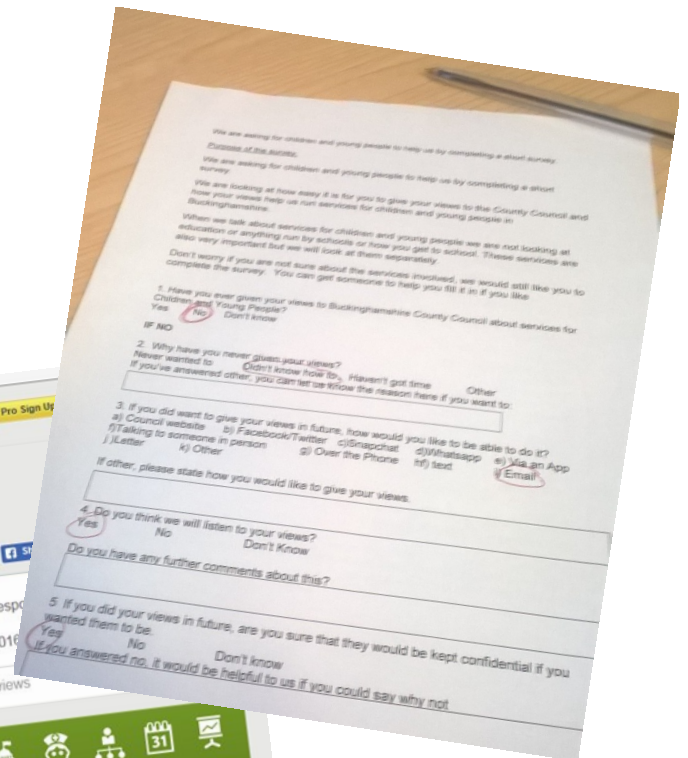 We are asking for children and young people to help us by completing a short survey
Purpose of the survey.
We are asking for children and young people to help us by completing a short
survey.
We are looking at how easy it is for you to give your views to the County Council and
how your views help us run services for children and young people in
Buckinghamshire.
When we talk about services for children and young people we are not looking at
education or anything run by schools or how you get to school. These services are
also very important but we will look at them separately.
Don't worry if you are not sure about the services involved, we would still like you to
complete the survey. You can get someone to help you fill it in if you like
1. Have you ever given your views to Buckinghamshire County Council about services for
Children and Young People?
Yes No Don't know
IF NO
2. Why have you never given your views?
Never wanted to Didn't know how to, Haven't got time Other
If you've answered other, you can let us know the reason here if you want to:
3. If you did want to give your views in future, how would you like to be able to do it?
a) Council website b) Facebook/Twitter c)Snapchat d)Whatsapp e) Via an App
f)Talking to someone in person g) Over the Phone hf) text i) Email
j )Letter k) Other
If other, please state how you would like to give your views.
4. Do you think we will listen to your views?
Yes No Don't Know
Do you have any further comments about this?
5 If you did your views in future, are you sure that they would be kept confidential if you
wanted them to be.
Yes No Don't know
If you answered no, it would be helpful to us if you could say why not
Pro Sign Up
31